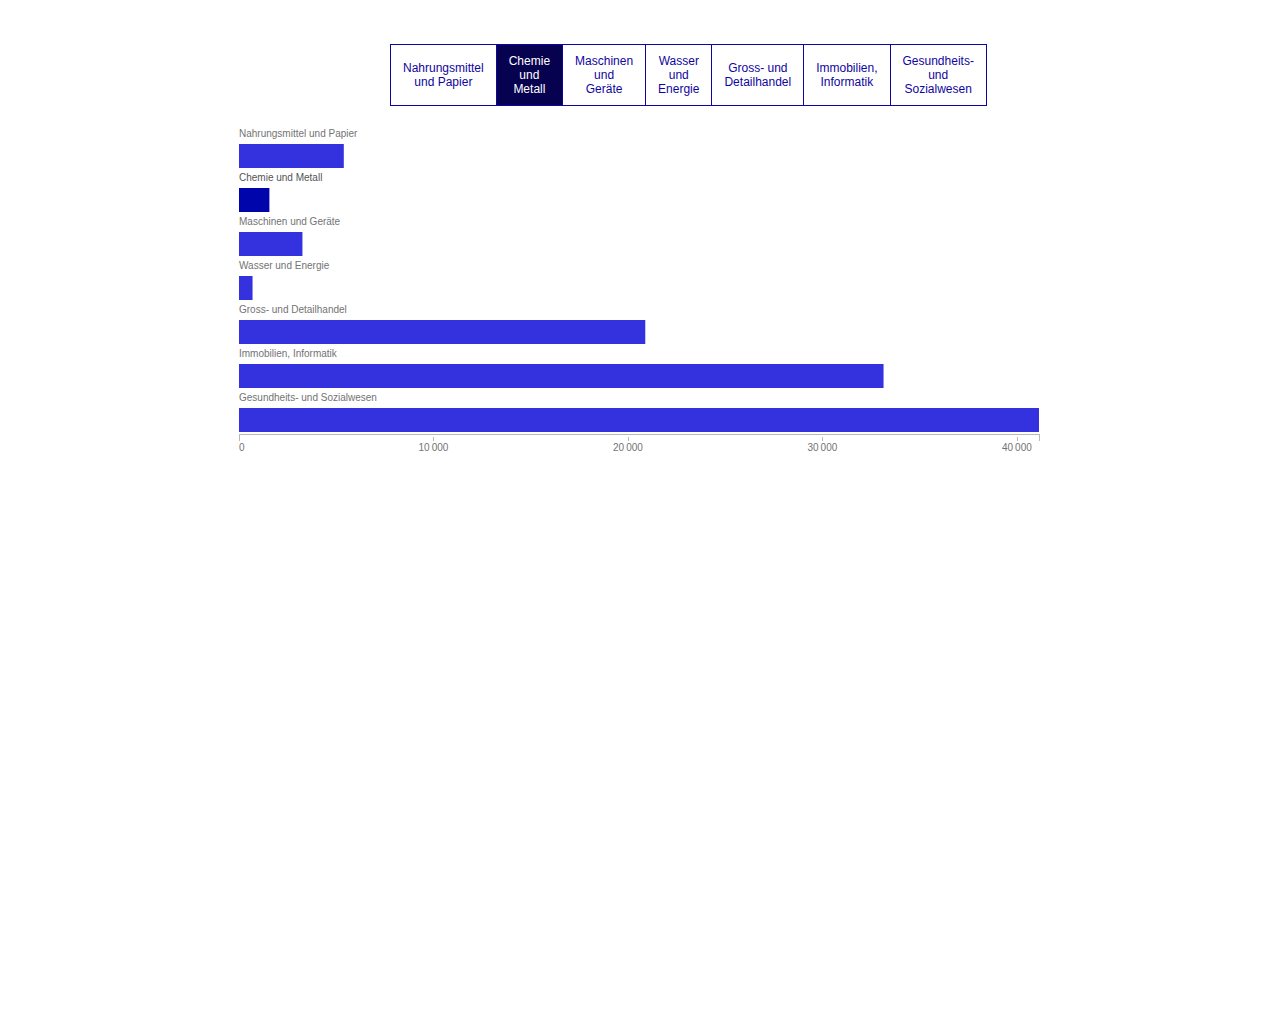 Nahrungsmittel
und Papier
Chemie
und
Metall
Maschinen
und
Geräte
Wasser
und
Energie
Gross- und
Detailhandel
Immobilien,
Informatik
Gesundheits-
und
Sozialwesen
Nahrungsmittel und Papier
Chemie und Metall
Maschinen und Geräte
Wasser und Energie
Gross- und Detailhandel
Immobilien, Informatik
Gesundheits- und Sozialwesen
0 10 000 20 000 30 000 40 000